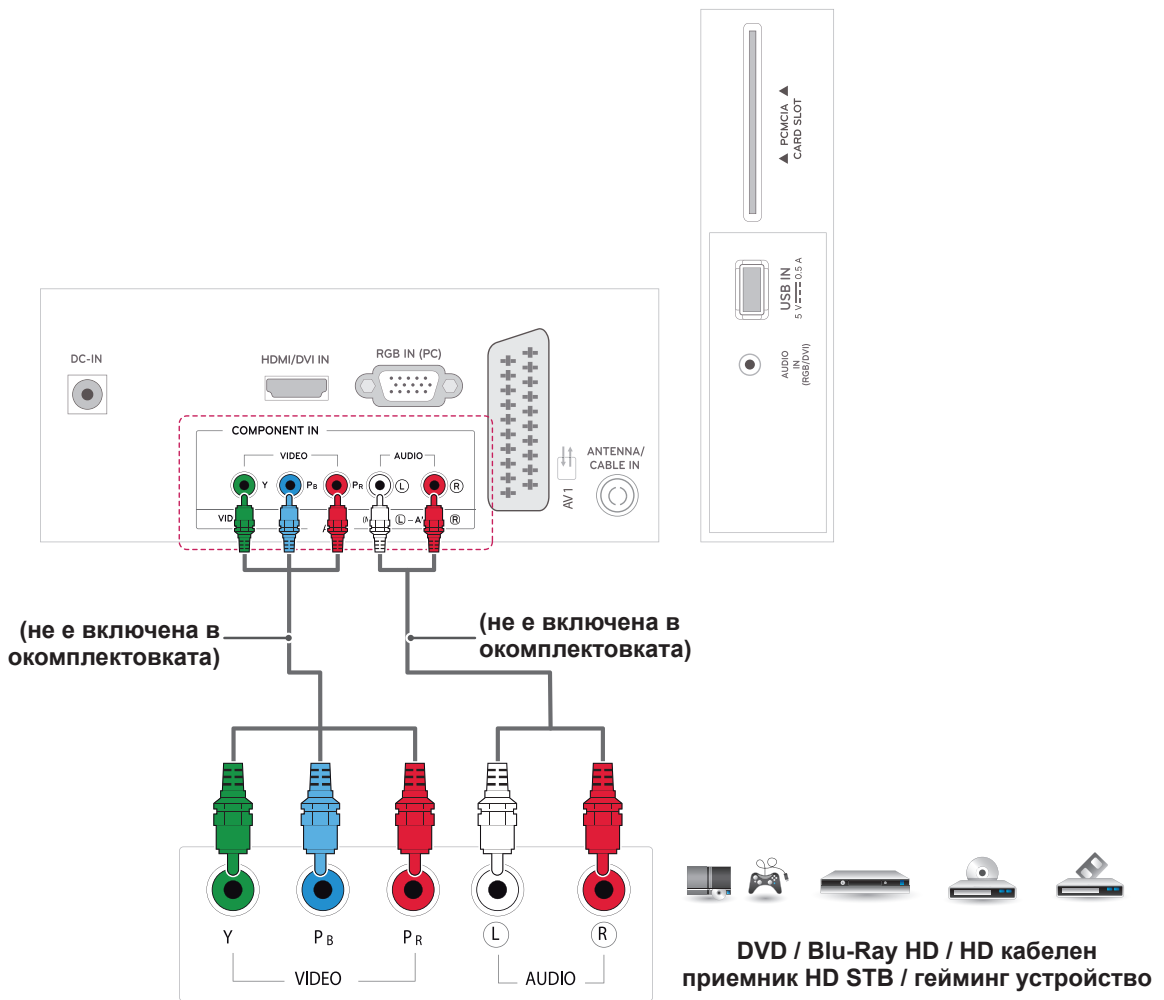 ▲ PCMCIA ▲
CARD SLOT
USB IN
5 V 0.5 A
AUDIO
IN
(RGB/DVI)
DC-IN
HDMI/DVI IN
RGB IN (PC)
COMPONENT IN
VIDEO
AUDIO
Y
PB
PR
L
R
VID
L
R
AV 1
ANTENNA/
CABLE IN
(не е включена в
окомплектовката)
(не е включена в
окомплектовката)
Y
PB
PR
L
R
VIDEO
AUDIO
DVD / Blu-Ray HD / HD кабелен
приемник HD STB / гейминг устройство